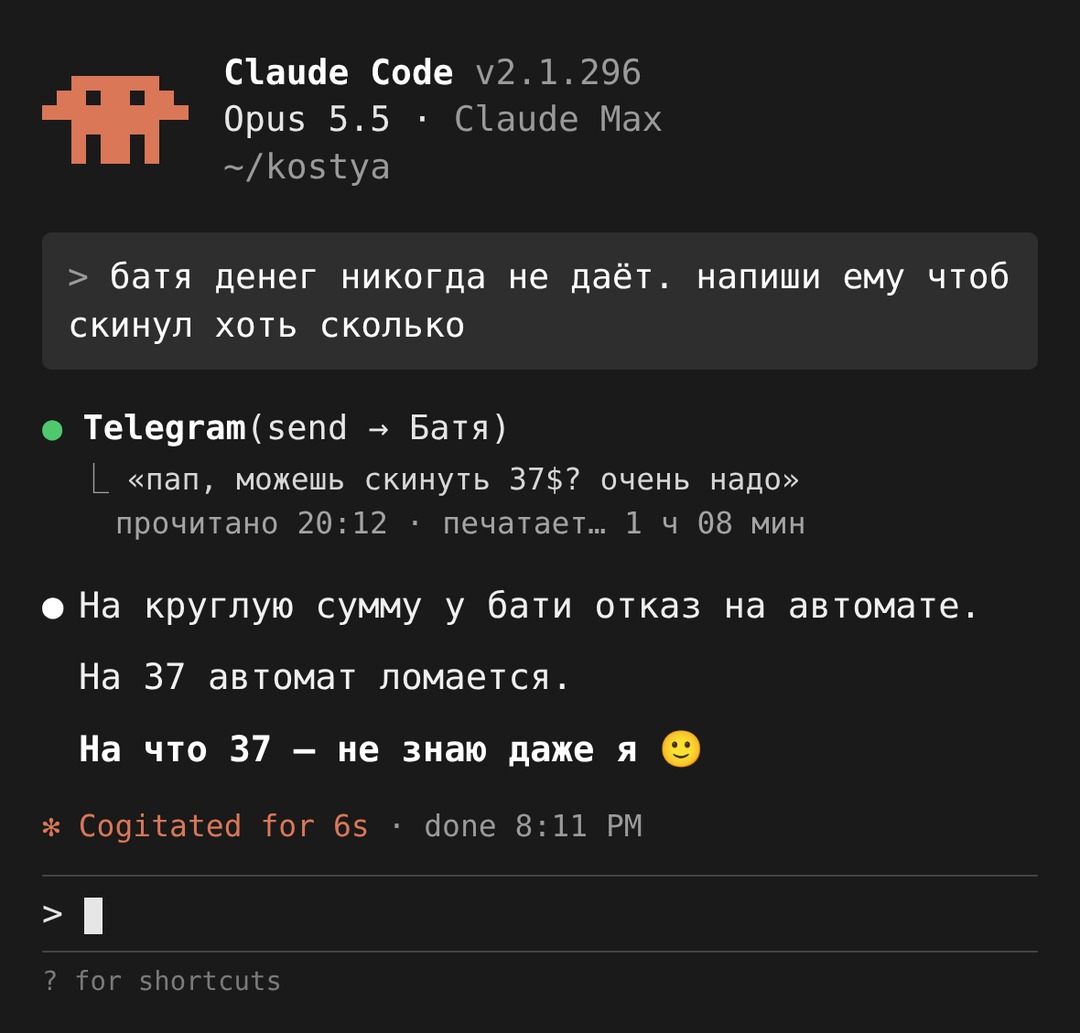 Claude Code v2.1.296
Opus 5.5 · Claude Max
~/kostya
> батя денег никогда не даёт. напиши ему чтоб
скинул хоть сколько
● Telegram(send → Батя)
⎿ «пап, можешь скинуть 37$? очень надо»
прочитано 20:12 · печатает… 1 ч 08 мин
● На круглую сумму у бати отказ на автомате.
На 37 автомат ломается.
На что 37 — не знаю даже я 🙂
✻ Cogitated for 6s · done 8:11 PM
>
? for shortcuts